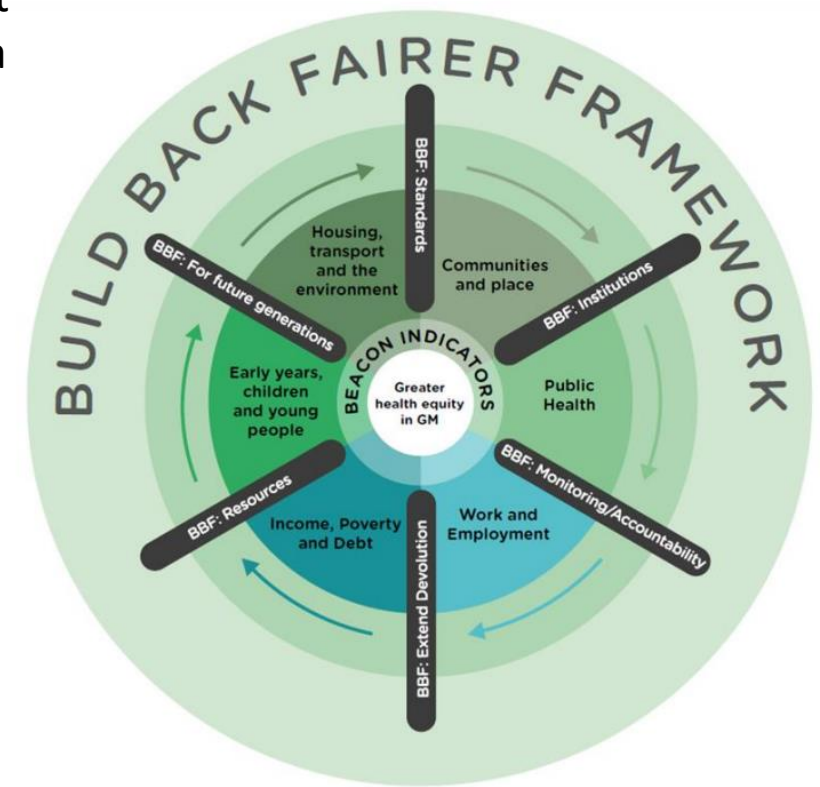 BUILD BACK FAIRER FRAMEWORK
BBF: Standards
Housing,
transport
and the
environment
Communities
and place
BBF: For future generations
BBF: Institutions
BEACON INDICATORS
Early years,
children
and young
people
Greater
health equity
in GM
Public
Health
BBF: Resources
BBF: Monitoring/Accountability
Income, Poverty
and Debt
Work and
Employment
BBF: Extend Devolution